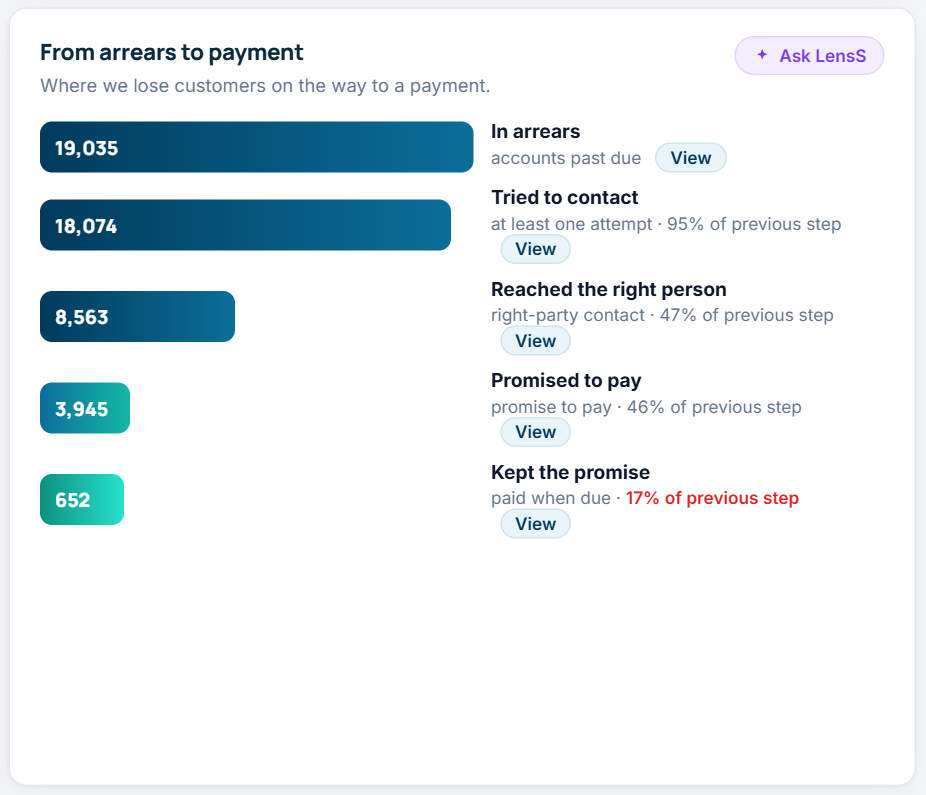 From arrears to payment
Ask LensS
Where we lose customers on the way to a payment.
19,035
In arrears
accounts past due View
18,074
Tried to contact
at least one attempt · 95% of previous step
View
8,563
Reached the right person
right-party contact · 47% of previous step
View
3,945
Promised to pay
promise to pay · 46% of previous step
View
652
Kept the promise
paid when due · 17% of previous step
View